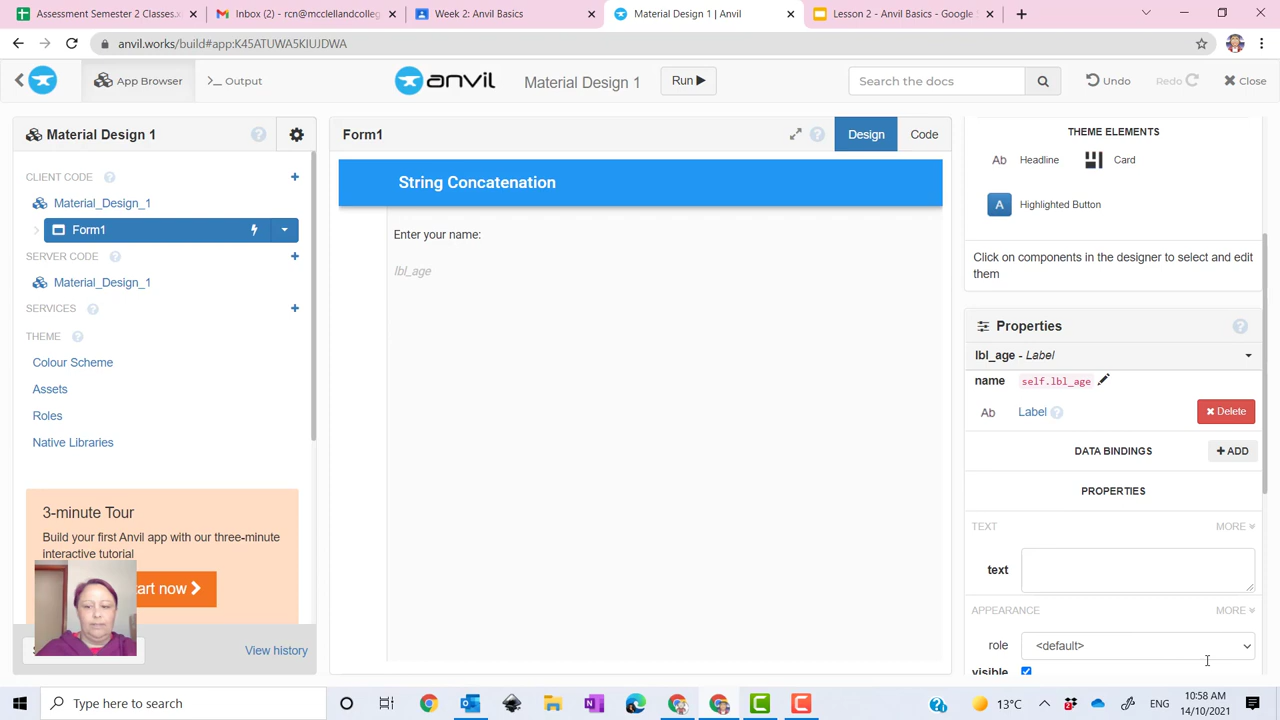 Assessment Semester 2 Classes.x
Inbox (2) - rcn@mcclellandcolleg
Week 2: Anvil Basics
Material Design 1 | Anvil
Lesson 2 - Anvil Basics - Google S
anvil.works/build#app:K45ATUWA5KIUJDWA
App Browser
Output
anvil
Material Design 1
Run
Search the docs
Undo
Redo
Close
Material Design 1
CLIENT CODE
Material_Design_1
Form1
SERVER CODE
Material_Design_1
SERVICES
THEME
Colour Scheme
Assets
Roles
Native Libraries
3-minute Tour
Build your first Anvil app with our three-minute
interactive tutorial
art now
View history
Form1
Design
Code
String Concatenation
Enter your name:
lbl_age
THEME ELEMENTS
Ab Headline
Card
A Highlighted Button
Click on components in the designer to select and edit
them
Properties
lbl_age - Label
name self.lbl_age
Ab Label
Delete
DATA BINDINGS
+ ADD
PROPERTIES
TEXT
MORE
text
APPEARANCE
MORE
role
<default>
visible
Type here to search
13°C
ENG
10:58 AM
14/10/2021